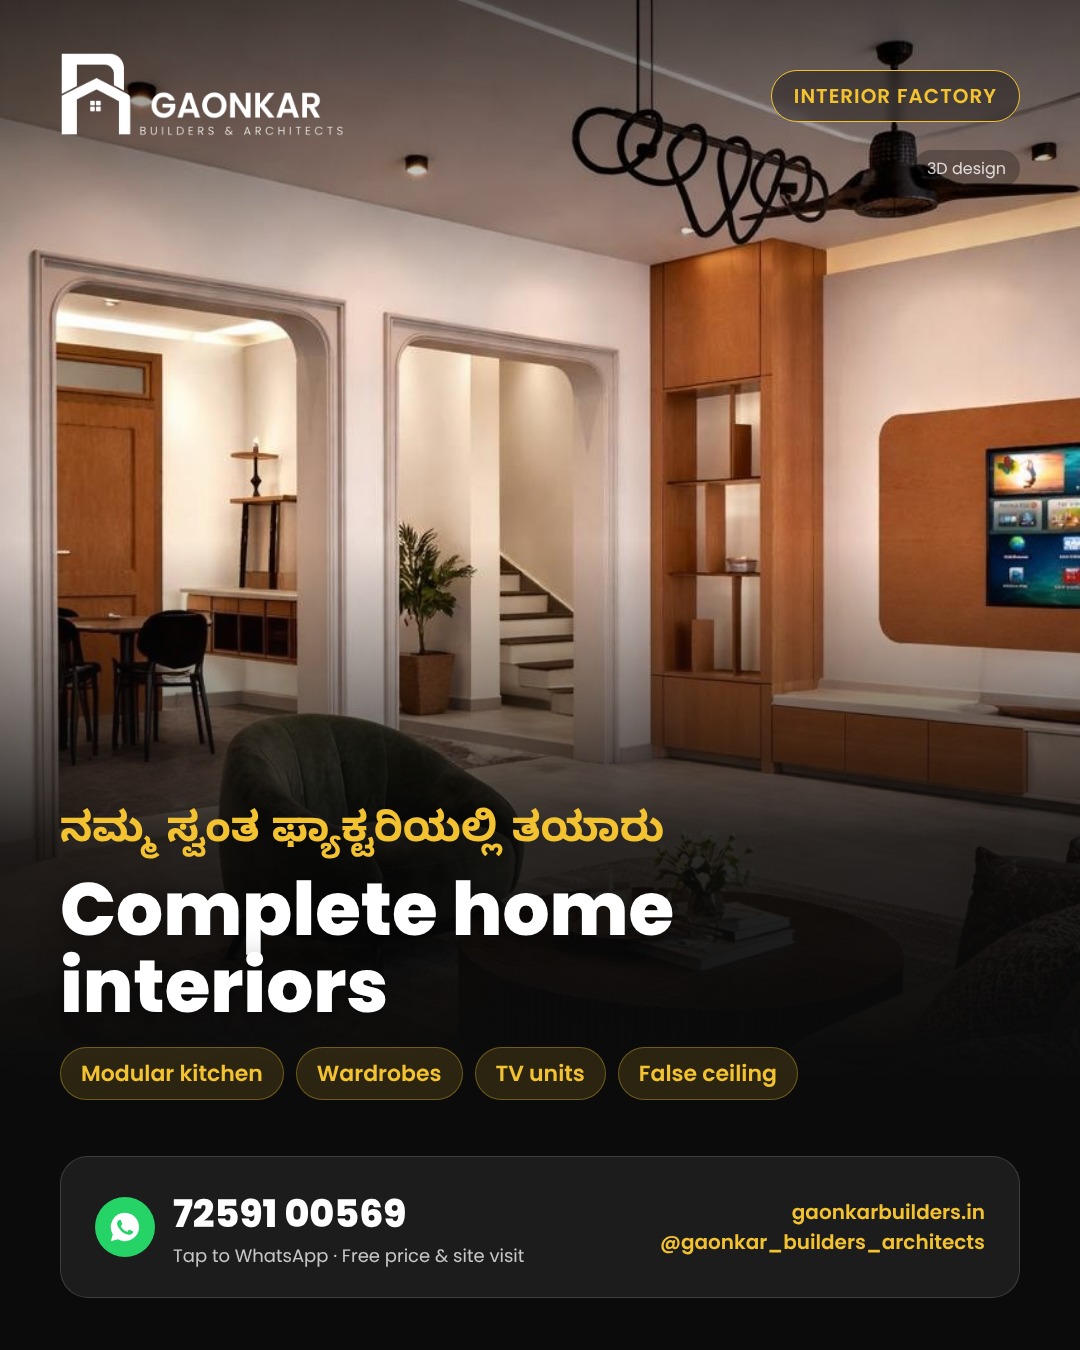 GAONKAR
BUILDERS & ARCHITECTS
INTERIOR FACTORY
3D design
ನಮ್ಮ ಸ್ವಂತ ಫ್ಯಾಕ್ಟರಿಯಲ್ಲಿ ತಯಾರು
Complete home
interiors
Modular kitchen
Wardrobes
TV units
False ceiling
72591 00569
Tap to WhatsApp · Free price & site visit
gaonkarbuilders.in
@gaonkar_builders_architects